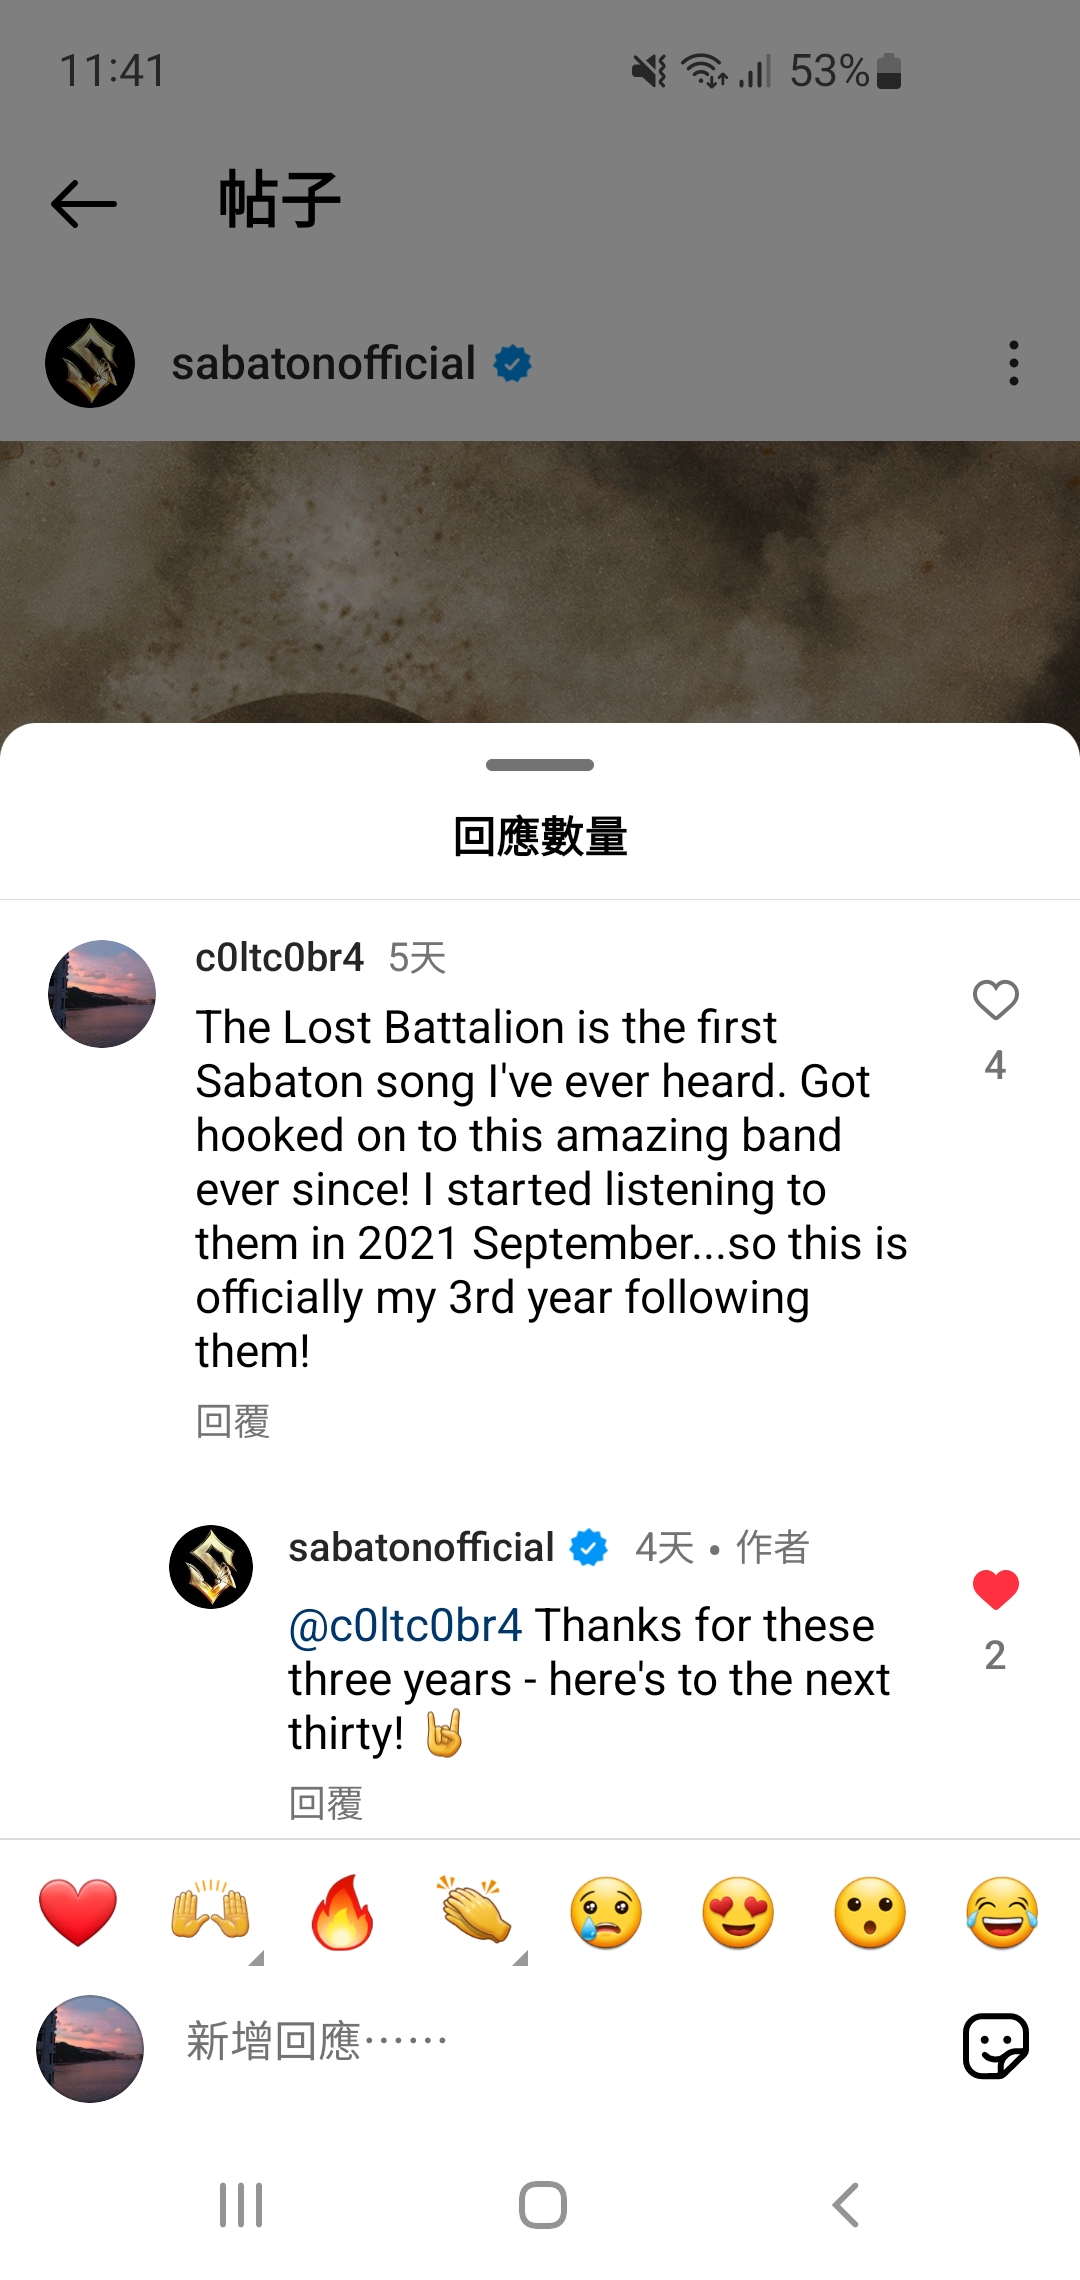 11:41
53%
帖子
sabatonofficial
回應數量
c0ltc0br4 5天
The Lost Battalion is the first
Sabaton song I've ever heard. Got
hooked on to this amazing band
ever since! I started listening to
them in 2021 September...so this is
officially my 3rd year following
them!
4
回覆
sabatonofficial 4天 • 作者
@c0ltc0br4 Thanks for these
three years - here's to the next
thirty! 🤘
2
回覆
新增回應⋯⋯